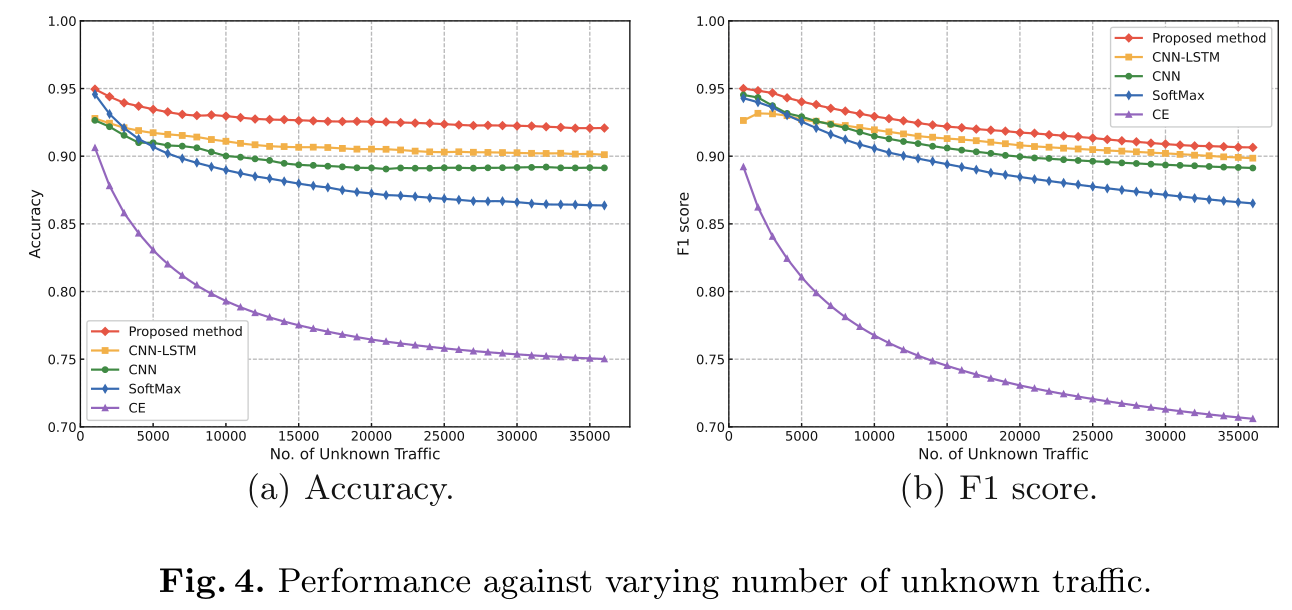 1.00
0.95
0.90
0.85
0.80
0.75
0.70
Accuracy
Proposed method
CNN-LSTM
CNN
SoftMax
CE
0 5000 10000 15000 20000 25000 30000 35000
No. of Unknown Traffic
(a) Accuracy.
1.00
0.95
0.90
0.85
0.80
0.75
0.70
F1 score
Proposed method
CNN-LSTM
CNN
SoftMax
CE
0 5000 10000 15000 20000 25000 30000 35000
No. of Unknown Traffic
(b) F1 score.
Fig. 4. Performance against varying number of unknown traffic.